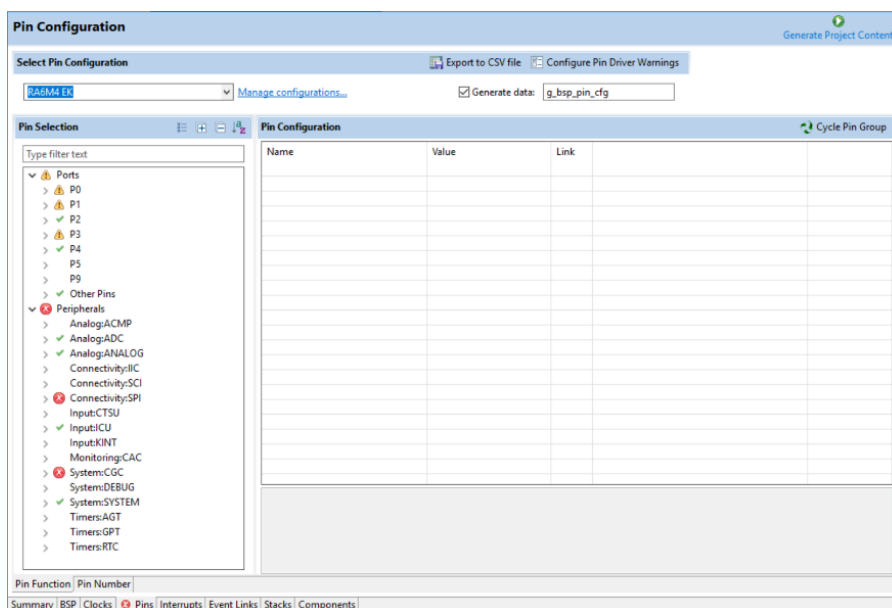 Pin Configuration
Generate Project Content
Select Pin Configuration
Export to CSV file
Configure Pin Driver Warnings
RA6M4 EK
Manage configurations...
Generate data:
g_bsp_pin_cfg
Pin Selection
Pin Configuration
Cycle Pin Group
Type filter text
Name Value Link
Ports
P0
P1
P2
P3
P4
P5
P9
Other Pins
Peripherals
Analog:ACMP
Analog:ADC
Analog:ANALOG
Connectivity:IIC
Connectivity:SCI
Connectivity:SPI
Input:CTSU
Input:ICU
Input:KINT
Monitoring:CAC
System:CGC
System:DEBUG
System:SYSTEM
Timers:AGT
Timers:GPT
Timers:RTC
Pin Function Pin Number
Summary BSP Clocks Pins Interrupts Event Links Stacks Components